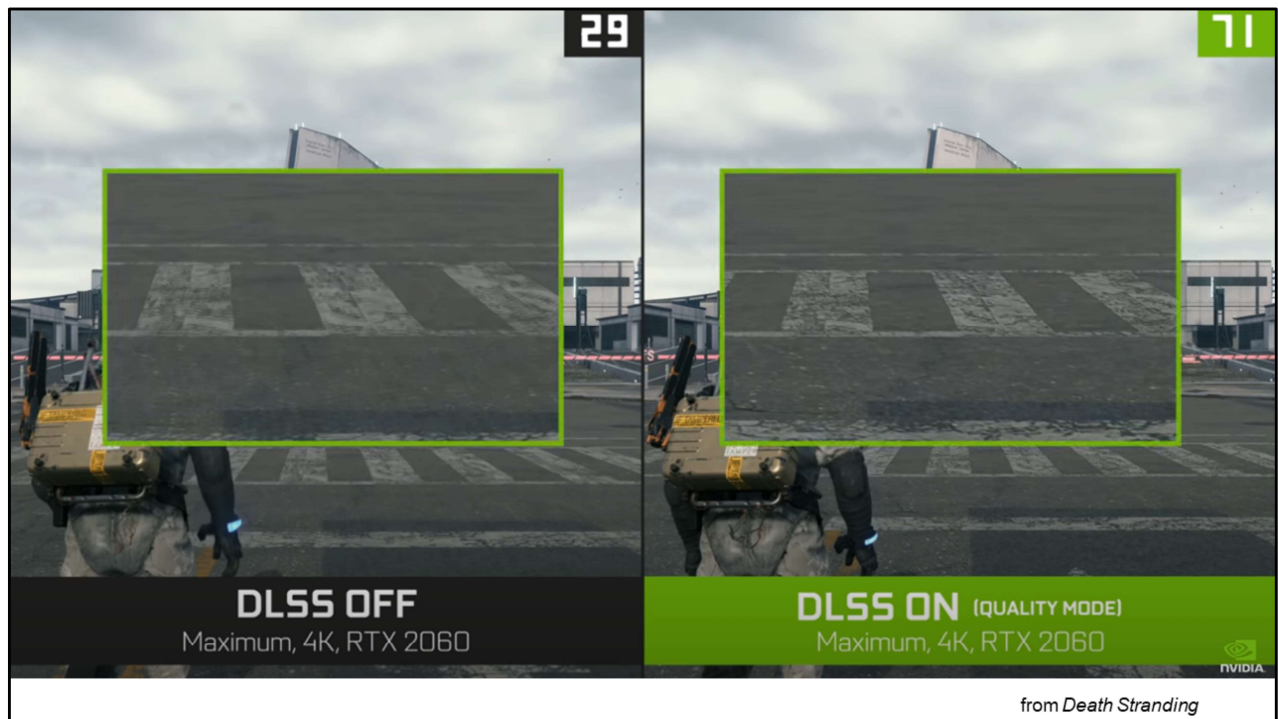 29
71
S
DLSS OFF
Maximum, 4K, RTX 2060
DLSS ON (QUALITY MODE)
Maximum, 4K, RTX 2060
NVIDIA.
from Death Stranding